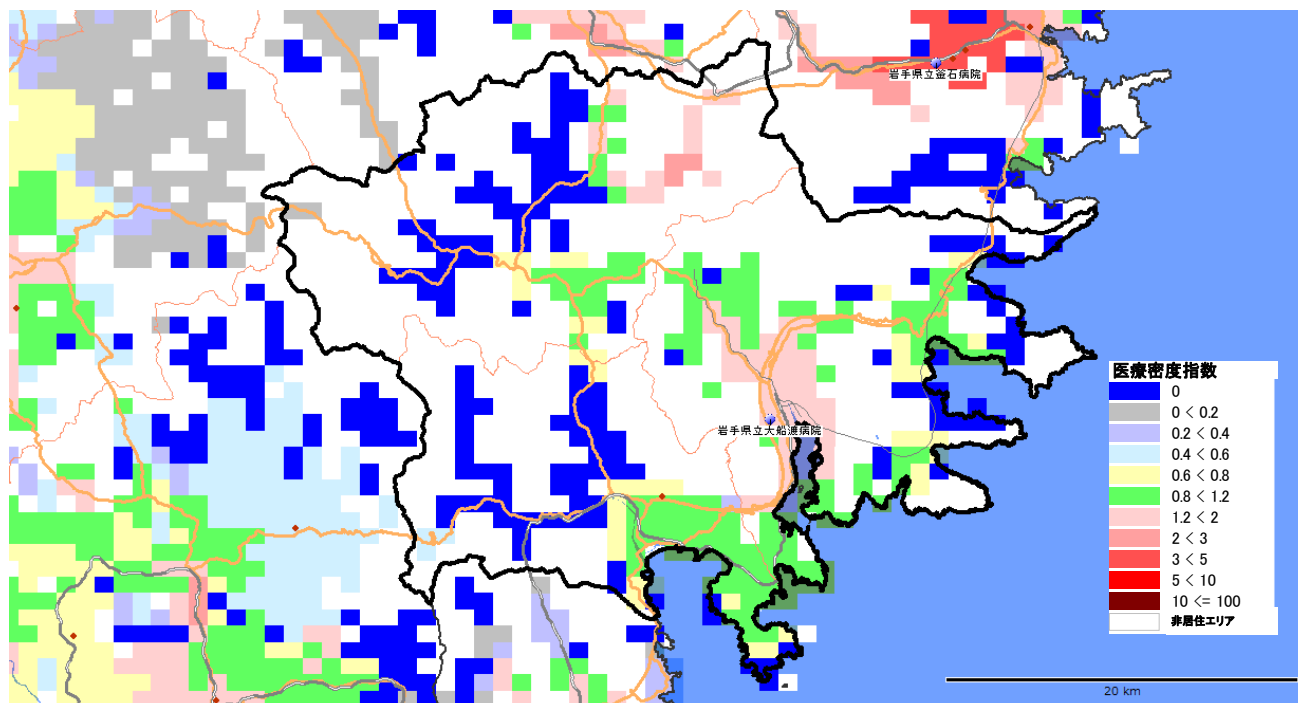 岩手県立釜石病院
医療密度指数
0
0 < 0.2
0.2 < 0.4
0.4 < 0.6
0.6 < 0.8
0.8 < 1.2
1.2 < 2
2 < 3
3 < 5
5 < 10
10 <= 100
非居住エリア
岩手県立大船渡病院
20 km